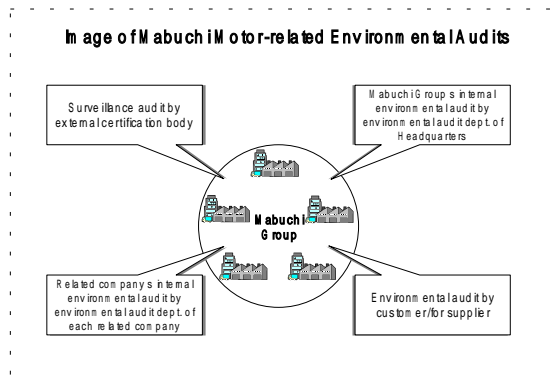 Image of Mabuchi Motor-related Environmental Audits
Surveillance audit by
external certification body
Mabuchi Group s internal
environmental audit by
environmental audit dept. of
Headquarters
Mabuchi
Group
Related company s internal
environmental audit by
environmental audit dept. of
each related company
Environmental audit by
customer/for supplier